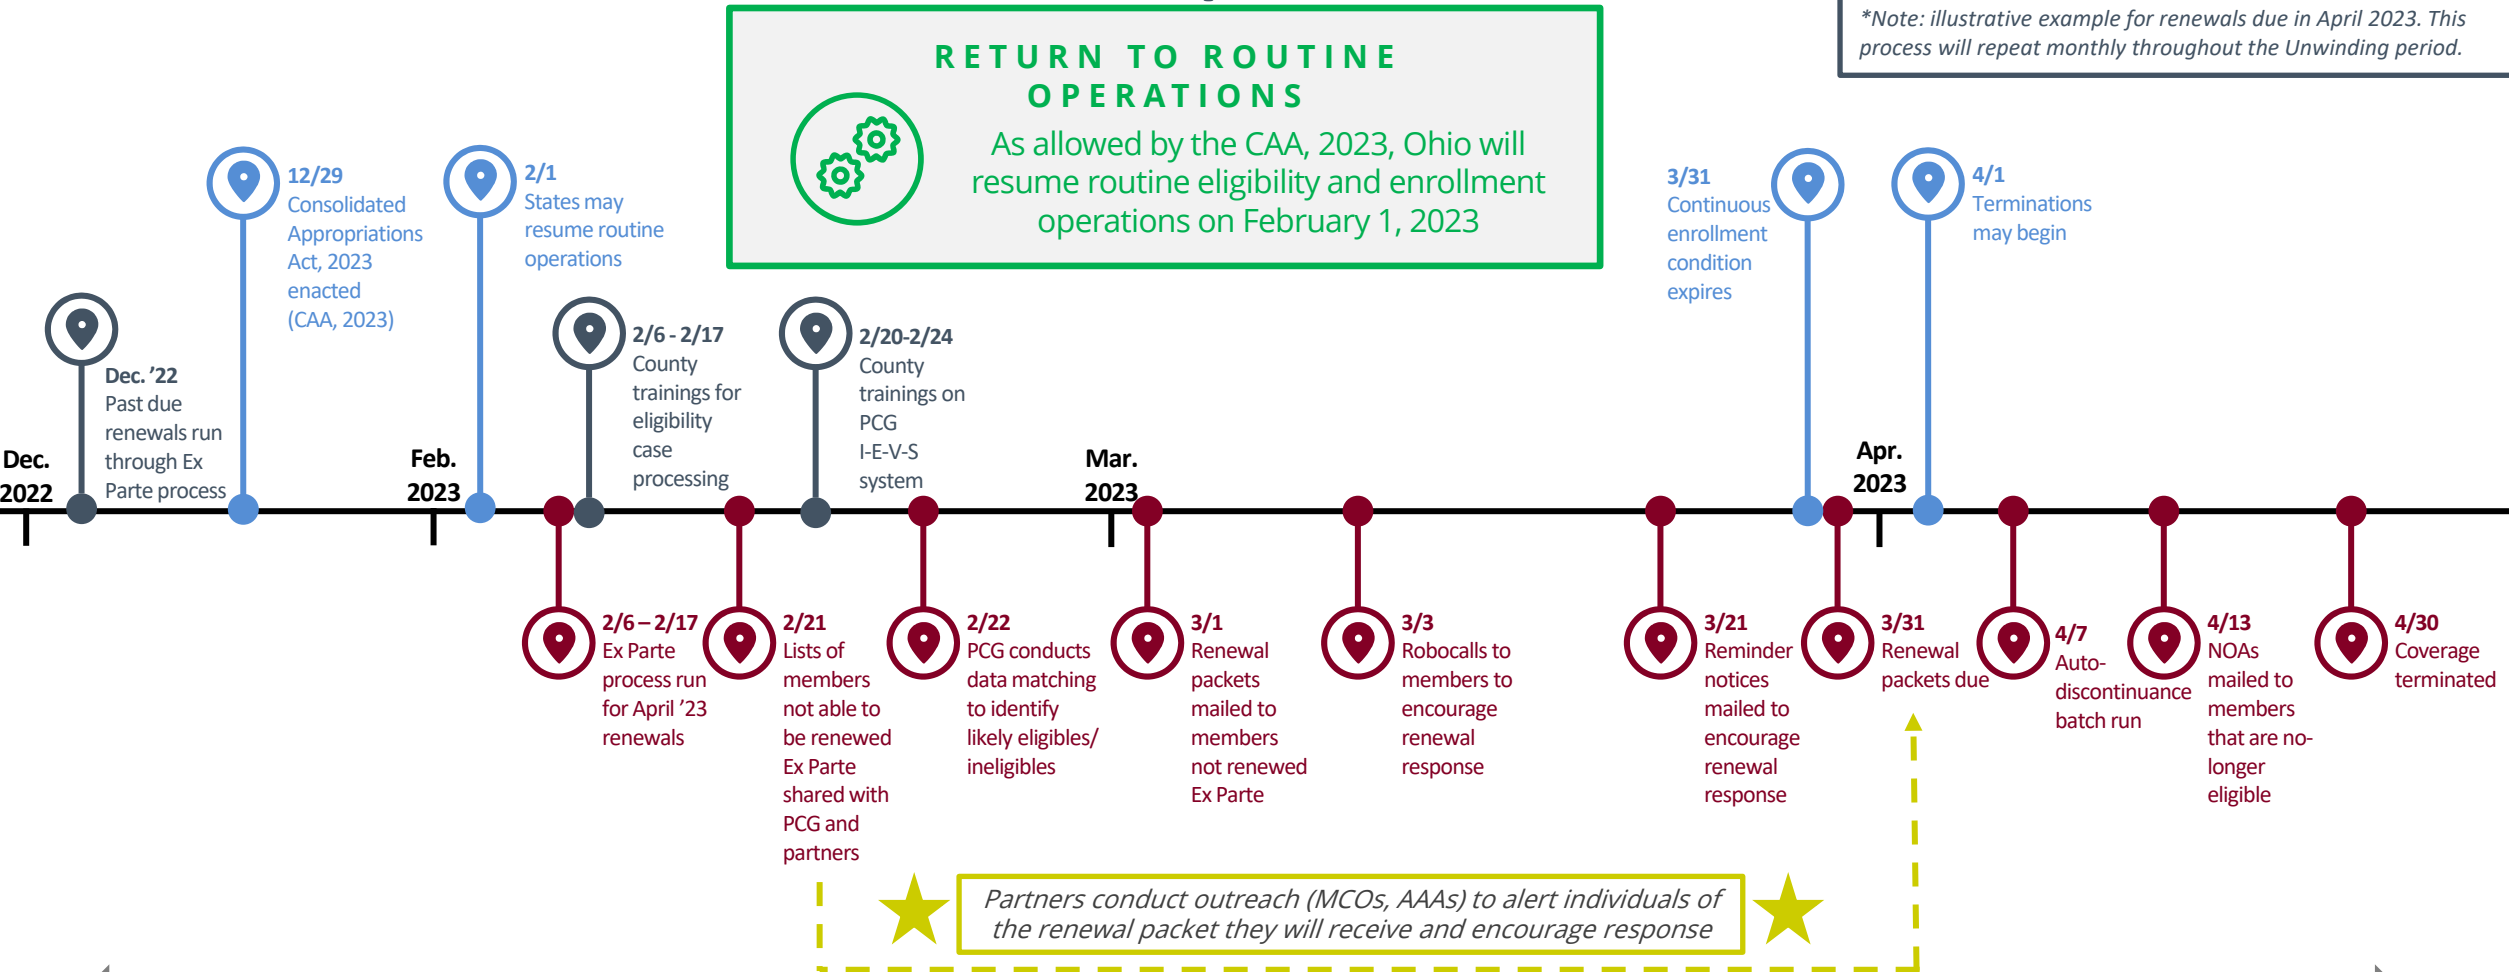 *Note: illustrative example for renewals due in April 2023. This
process will repeat monthly throughout the Unwinding period.
RETURN TO ROUTINE
OPERATIONS
As allowed by the CAA, 2023, Ohio will
resume routine eligibility and enrollment
operations on February 1, 2023
12/29
Consolidated
Appropriations
Act, 2023
enacted
(CAA, 2023)
2/1
States may
resume routine
operations
3/31
Continuous
enrollment
condition
expires
4/1
Terminations
may begin
Dec. '22
Past due
renewals run
through Ex
Parte process
2/6 - 2/17
County
trainings for
eligibility
case
processing
2/20-2/24
County
trainings on
PCG
I-E-V-S
system
Dec.
2022
Feb.
2023
Mar.
2023
Apr.
2023
2/6 – 2/17
Ex Parte
process run
for April '23
renewals
2/21
Lists of
members
not able to
be renewed
Ex Parte
shared with
PCG and
partners
2/22
PCG conducts
data matching
to identify
likely eligibles/
ineligibles
3/1
Renewal
packets
mailed to
members
not renewed
Ex Parte
3/3
Robocalls to
members to
encourage
renewal
response
3/21
Reminder
notices
mailed to
encourage
renewal
response
3/31
Renewal
packets due
4/7
Auto-
discontinuance
batch run
4/13
NOAs
mailed to
members
that are no-
longer
eligible
4/30
Coverage
terminated
Partners conduct outreach (MCOs, AAAs) to alert individuals of
the renewal packet they will receive and encourage response